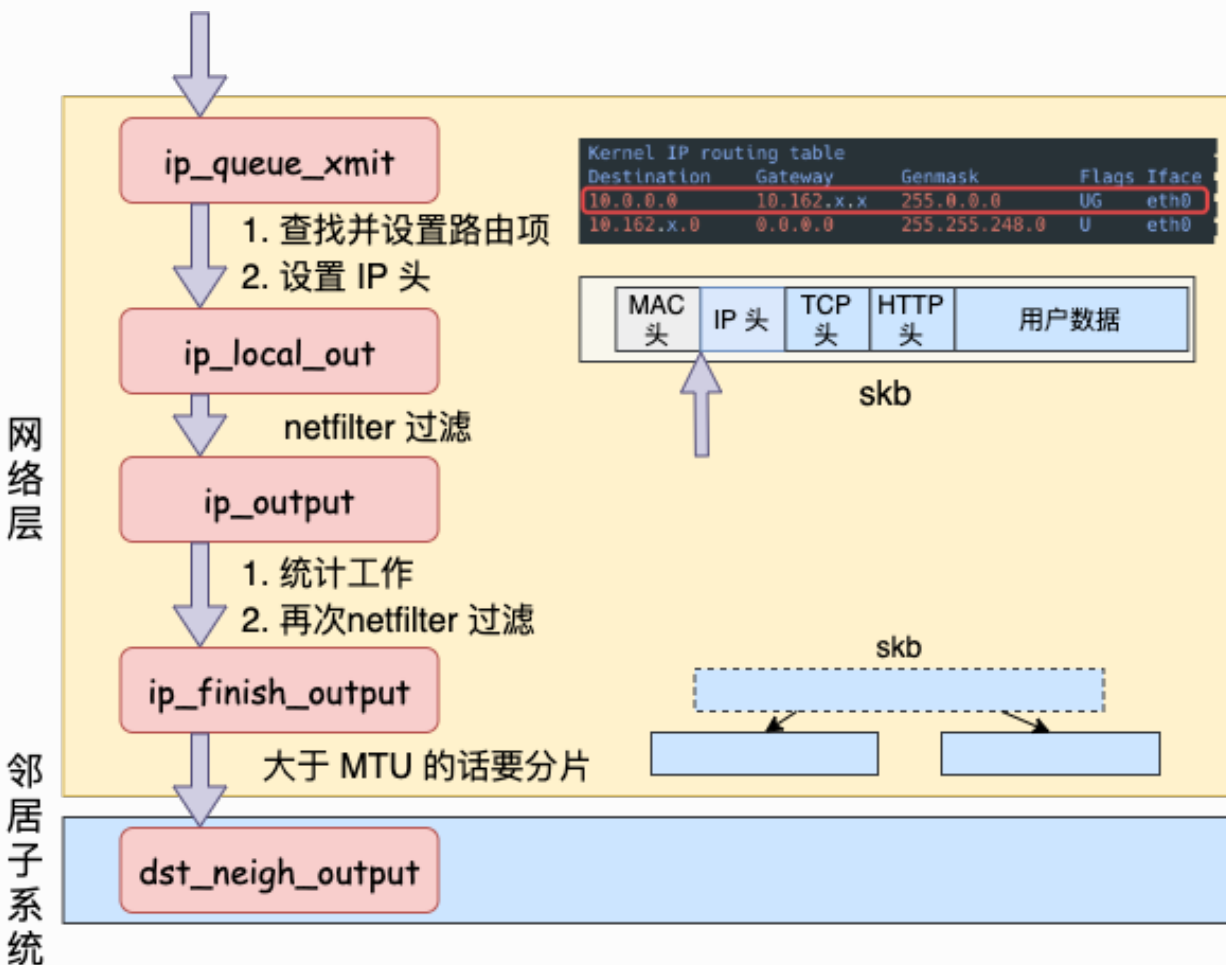 ip_queue_xmit
1. 查找并设置路由项
2. 设置 IP 头
Kernel IP routing table
Destination Gateway Genmask Flags Iface
10.0.0.0 10.162.x.x 255.0.0.0 UG eth0
10.162.x.0 0.0.0.0 255.255.248.0 U eth0
MAC
头
IP 头
TCP
头
HTTP
头
用户数据
skb
ip_local_out
netfilter 过滤
网络层
ip_output
1. 统计工作
2. 再次netfilter 过滤
ip_finish_output
skb
大于 MTU 的话要分片
邻居子系统
dst_neigh_output